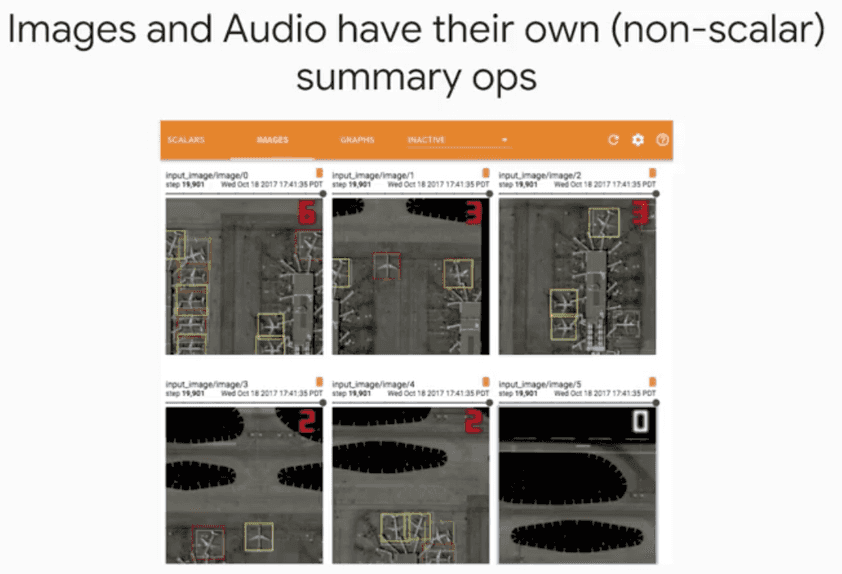 Images and Audio have their own (non-scalar)
summary ops
SCALARS IMAGES GRAPHS INACTIVE
input_image/image/0
step 19,901 Wed Oct 18 2017 17:41:35 PDT
6
input_image/image/1
step 19,901 Wed Oct 18 2017 17:41:35 PDT
3
input_image/image/2
step 19,901 Wed Oct 18 2017 17:41:35 PDT
3
input_image/image/3
step 19,901 Wed Oct 18 2017 17:41:35 PDT
2
input_image/image/4
step 19,901 Wed Oct 18 2017 17:41:35 PDT
2
input_image/image/5
step 19,901 Wed Oct 18 2017 17:41:35 PDT
0